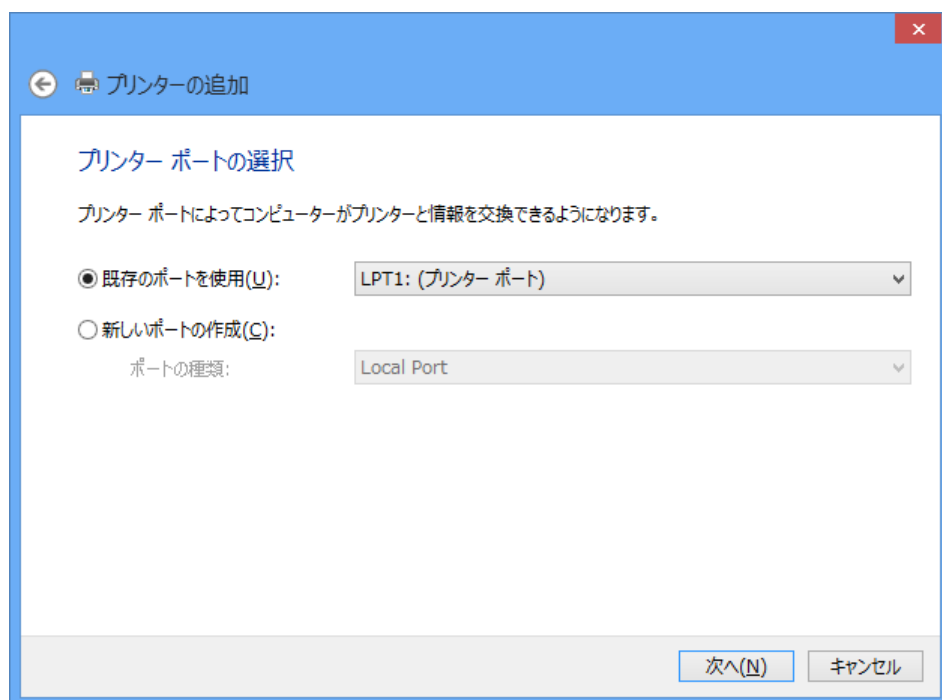 プリンターの追加
プリンター ポートの選択
プリンター ポートによってコンピューターがプリンターと情報を交換できるようになります。
既存のポートを使用(U): LPT1: (プリンター ポート)
新しいポートの作成(C):
ポートの種類: Local Port
次へ(N) キャンセル